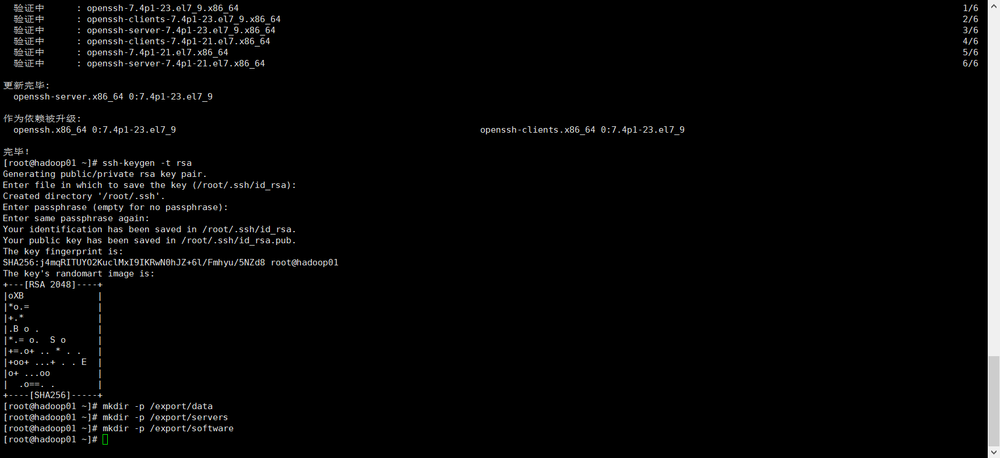 验证中      : openssh-7.4p1-23.el7_9.x86_64 1/6
验证中      : openssh-clients-7.4p1-23.el7_9.x86_64 2/6
验证中      : openssh-server-7.4p1-23.el7_9.x86_64 3/6
验证中      : openssh-clients-7.4p1-21.el7.x86_64 4/6
验证中      : openssh-7.4p1-21.el7.x86_64 5/6
验证中      : openssh-server-7.4p1-21.el7.x86_64 6/6
更新完毕:
openssh-server.x86_64 0:7.4p1-23.el7_9
作为依赖被升级:
openssh.x86_64 0:7.4p1-23.el7_9 openssh-clients.x86_64 0:7.4p1-23.el7_9
完毕!
[root@hadoop01 ~]# ssh-keygen -t rsa
Generating public/private rsa key pair.
Enter file in which to save the key (/root/.ssh/id_rsa):
Created directory '/root/.ssh'.
Enter passphrase (empty for no passphrase):
Enter same passphrase again:
Your identification has been saved in /root/.ssh/id_rsa.
Your public key has been saved in /root/.ssh/id_rsa.pub.
The key fingerprint is:
SHA256:j4mqRITUYO2KuclMxI9IKRwN0hJZ+6l/Fmhyu/5NZd8 root@hadoop01
The key's randomart image is:
+---[RSA 2048]----+
|oXB              |
|*o.=             |
|+.*              |
|.B o .           |
|*.= o.  S o      |
|+=.o+ .. * . .   |
|+oo+ ...+ . . E  |
|o+ ...oo         |
|  .o==. .        |
+----[SHA256]-----+
[root@hadoop01 ~]# mkdir -p /export/data
[root@hadoop01 ~]# mkdir -p /export/servers
[root@hadoop01 ~]# mkdir -p /export/software
[root@hadoop01 ~]#